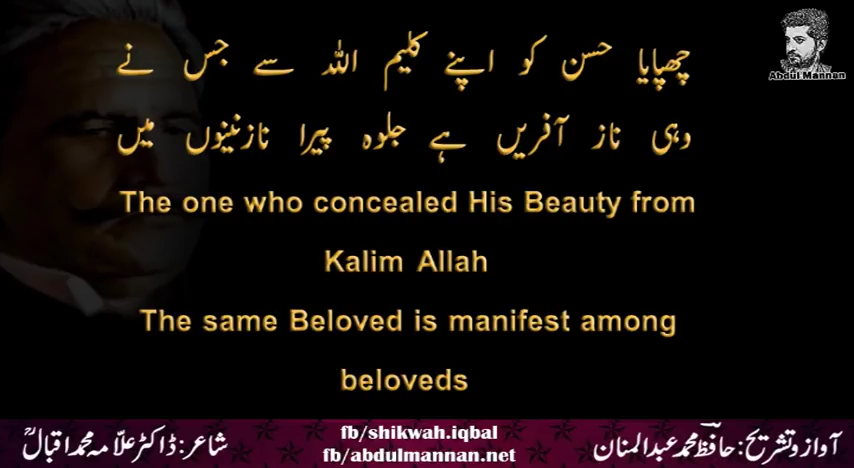 Abdul Mannan
چھپایا حسن کو اپنے کلیم اللہ سے جس نے
وہی ناز آفریں ہے جلوہ پیرا نازنینوں میں
The one who concealed His Beauty from
Kalim Allah
The same Beloved is manifest among
beloveds
آواز و تشریح: حافظ محمد عبدالمنان
fb/shikwah.iqbal
fb/abdulmannan.net
شاعر: ڈاکٹر علامہ محمد اقبالؒ